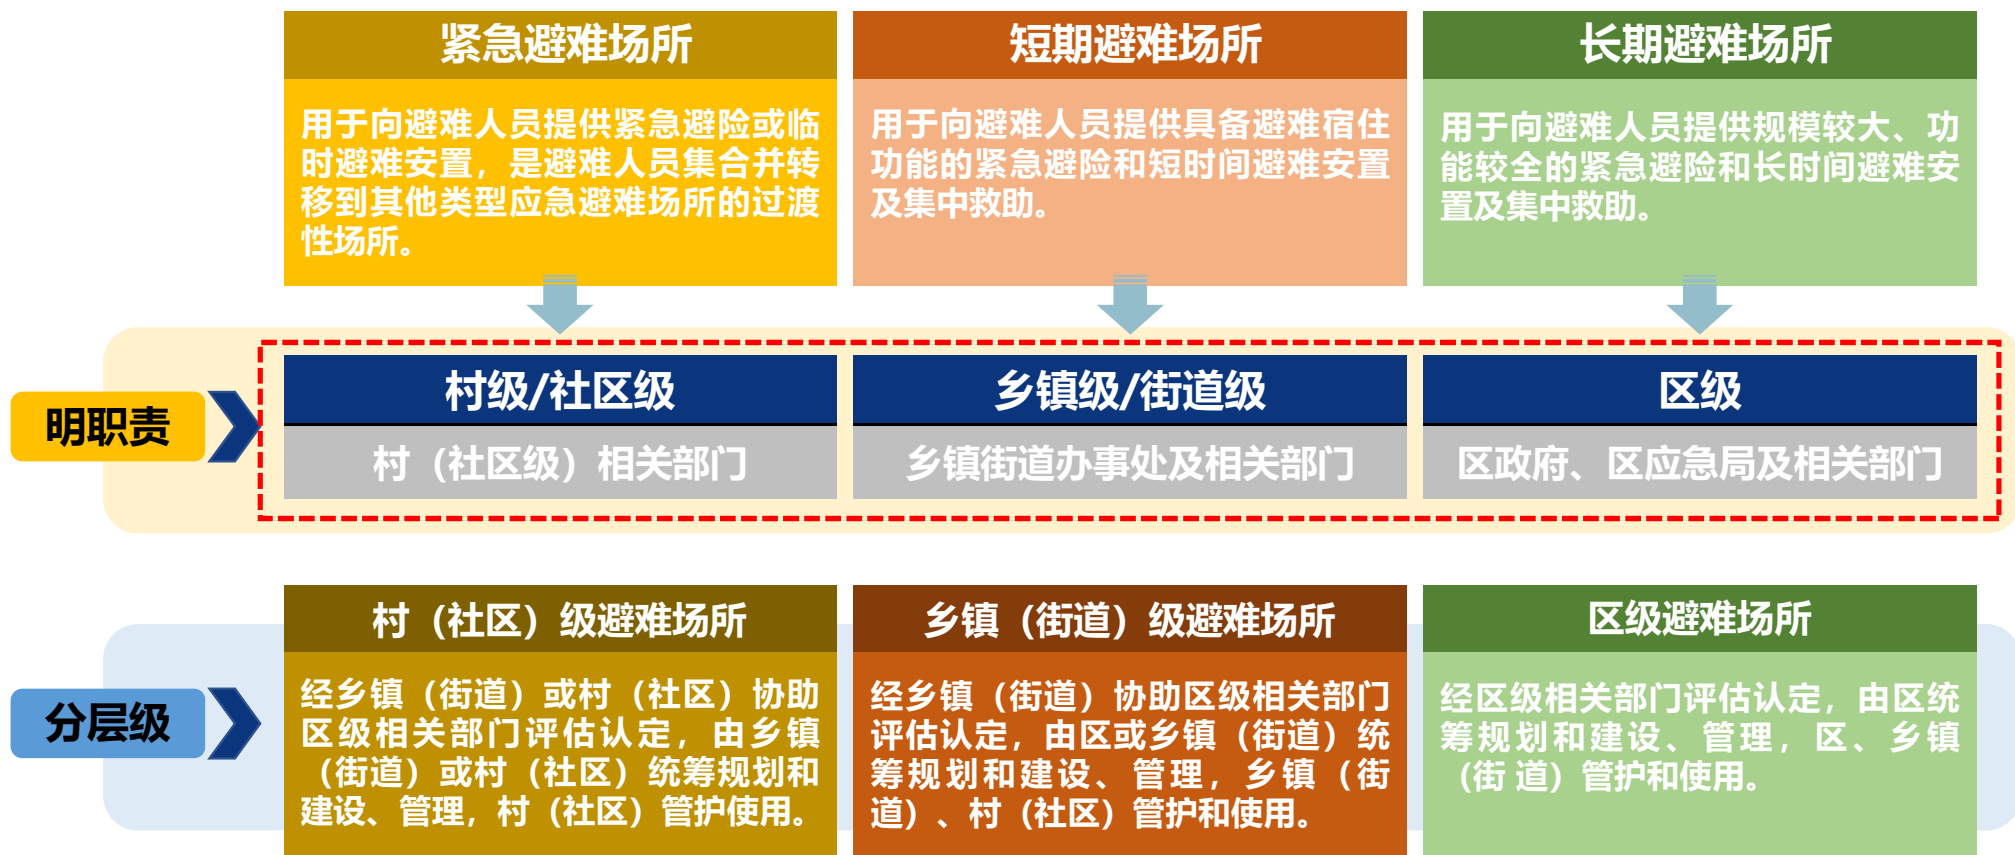 紧急避难场所
用于向避难人员提供紧急避险或临
时避难安置，是避难人员集合并转
移到其他类型应急避难场所的过渡
性场所。
短期避难场所
用于向避难人员提供具备避难宿住
功能的紧急避险和短时间避难安置
及集中救助。
长期避难场所
用于向避难人员提供规模较大、功
能较全的紧急避险和长时间避难安
置及集中救助。
明职责
村级/社区级
村（社区级）相关部门
乡镇级/街道级
乡镇街道办事处及相关部门
区级
区政府、区应急局及相关部门
分层级
村（社区）级避难场所
经乡镇（街道）或村（社区）协助
区级相关部门评估认定，由乡镇
（街道）或村（社区）统筹规划和
建设、管理，村（社区）管护使用。
乡镇（街道）级避难场所
经乡镇（街道）协助区级相关部门
评估认定，由区或乡镇（街道）统
筹规划和建设、管理，乡镇（街
道）、村（社区）管护和使用。
区级避难场所
经区级相关部门评估认定，由区统
筹规划和建设、管理，区、乡镇
（街 道）管护和使用。